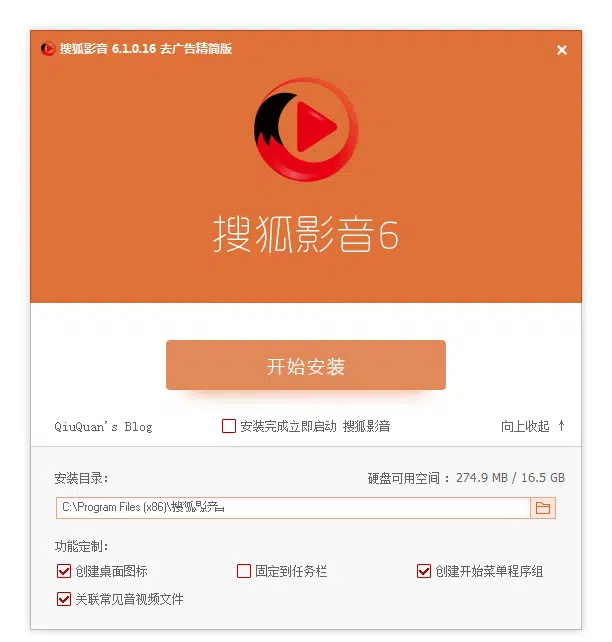 搜狐影音 6.1.0.16 去广告精简版
搜狐影音6
开始安装
QiuQuan's Blog 安装完成立即启动 搜狐影音 向上收起 ↑
安装目录： 硬盘可用空间 ： 274.9 MB / 16.5 GB
C:\Program Files (x86)\搜狐影音
功能定制：
创建桌面图标 固定到任务栏 创建开始菜单程序组
关联常见音视频文件